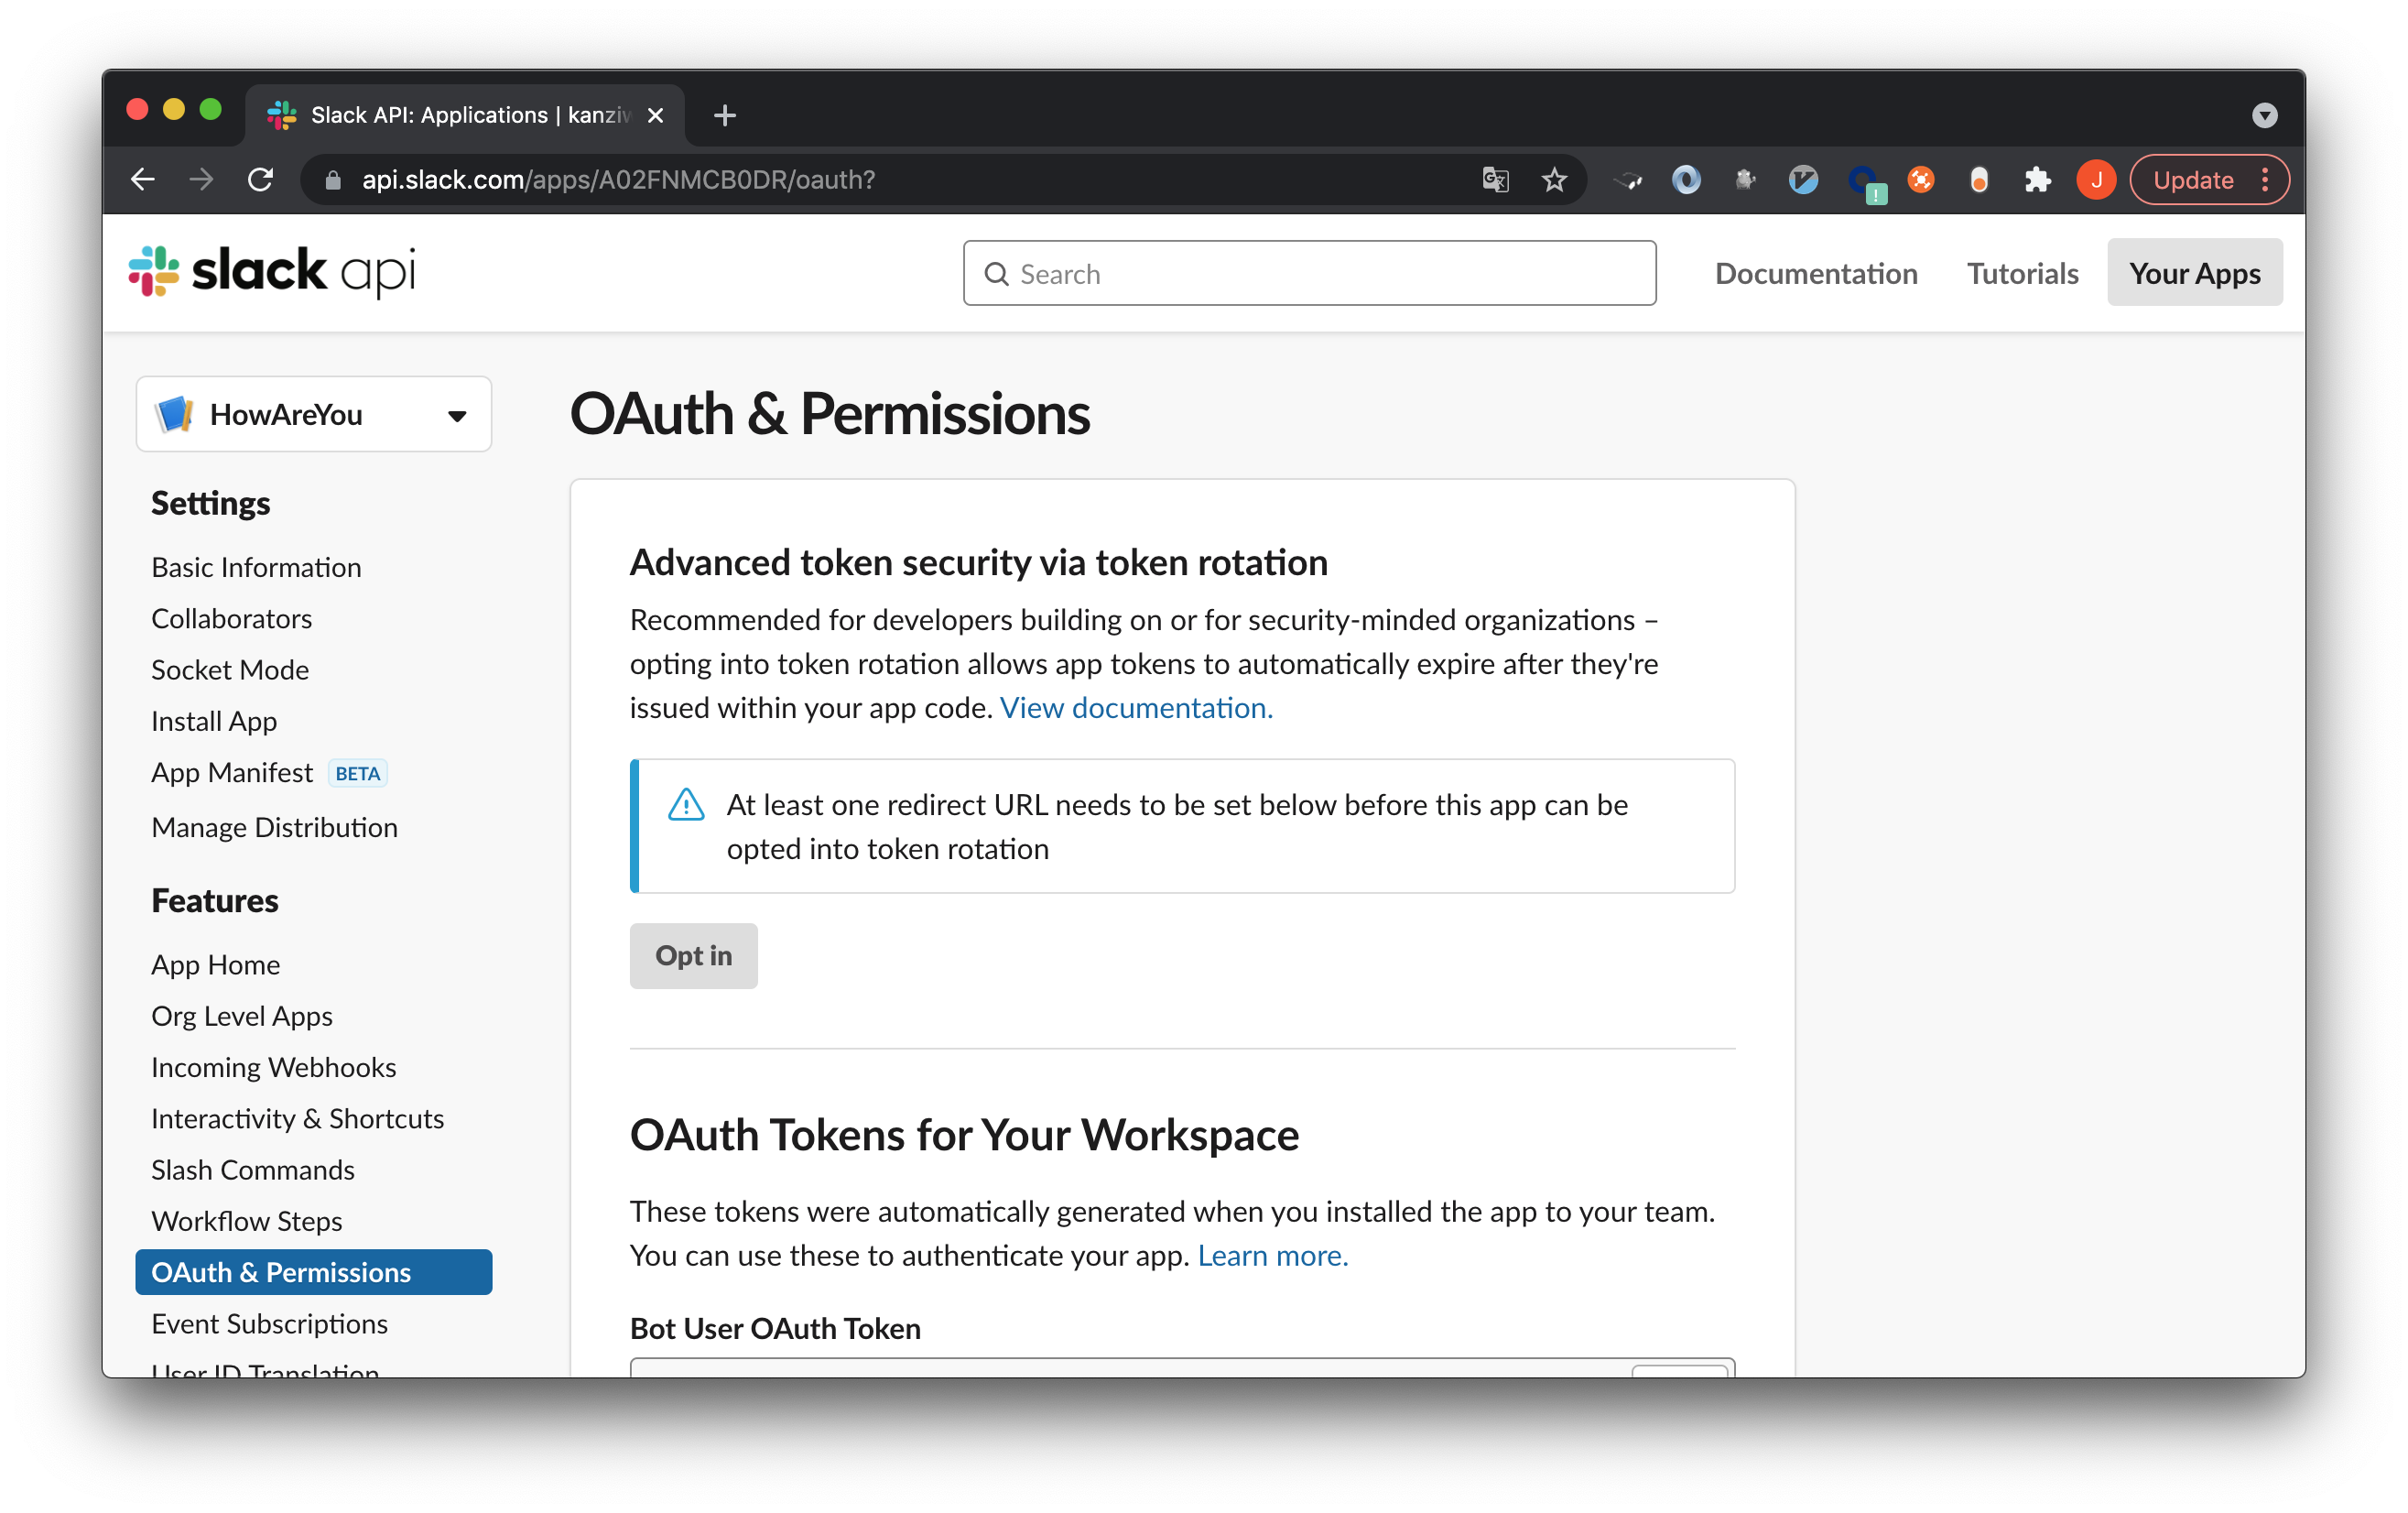 Slack API: Applications | kanziw
api.slack.com/apps/A02FNMCB0DR/oauth?
J
Update
slack api
Search
Documentation
Tutorials
Your Apps
HowAreYou
Settings
Basic Information
Collaborators
Socket Mode
Install App
App Manifest BETA
Manage Distribution
Features
App Home
Org Level Apps
Incoming Webhooks
Interactivity & Shortcuts
Slash Commands
Workflow Steps
OAuth & Permissions
Event Subscriptions
User ID Translation
OAuth & Permissions
Advanced token security via token rotation
Recommended for developers building on or for security-minded organizations –
opting into token rotation allows app tokens to automatically expire after they're
issued within your app code. View documentation.
At least one redirect URL needs to be set below before this app can be
opted into token rotation
Opt in
OAuth Tokens for Your Workspace
These tokens were automatically generated when you installed the app to your team.
You can use these to authenticate your app. Learn more.
Bot User OAuth Token